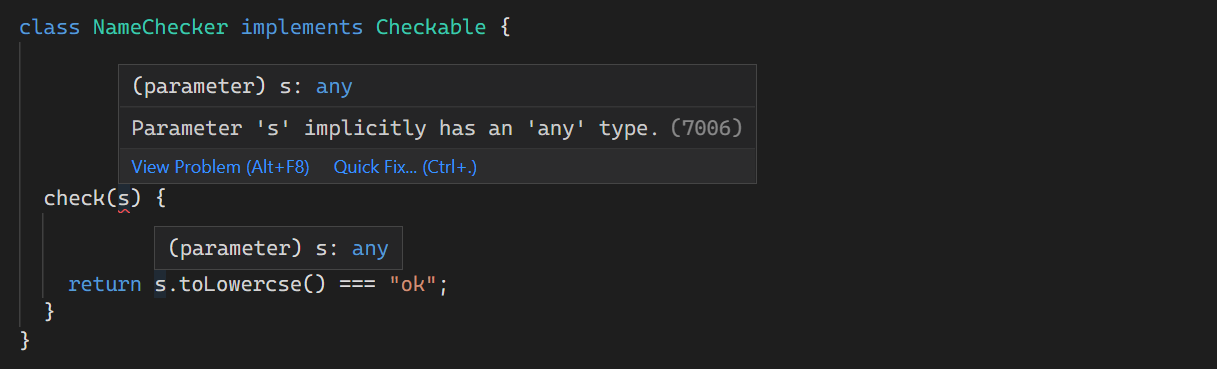 class NameChecker implements Checkable {
(parameter) s: any
Parameter 's' implicitly has an 'any' type. (7006)
View Problem (Alt+F8) Quick Fix... (Ctrl+.)
check(s) {
(parameter) s: any
return s.toLowercse() === "ok";
}
}